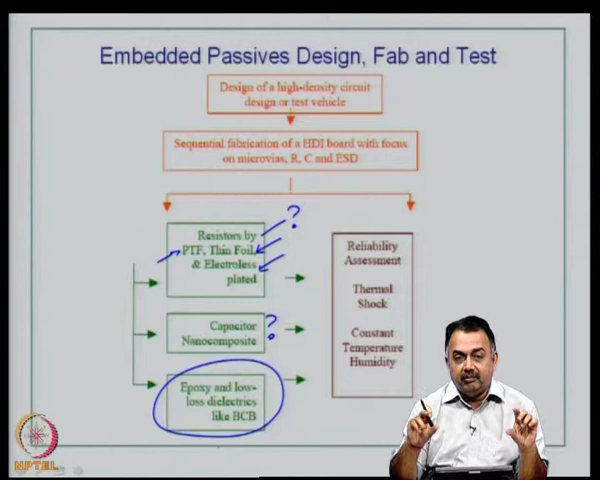 Embedded Passives Design, Fab and Test
Design of a high-density circuit
design or test vehicle
Sequential fabrication of a HDI board with focus
on microvias, R, C and ESD
Resistors by
PTF, Thin Foil,
& Electroless
plated
?
Capacitor
Nanocomposite
?
Epoxy and low-
loss dielectrics
like BCB
Reliability
Assessment
Thermal
Shock
Constant
Temperature
Humidity
NPTEL